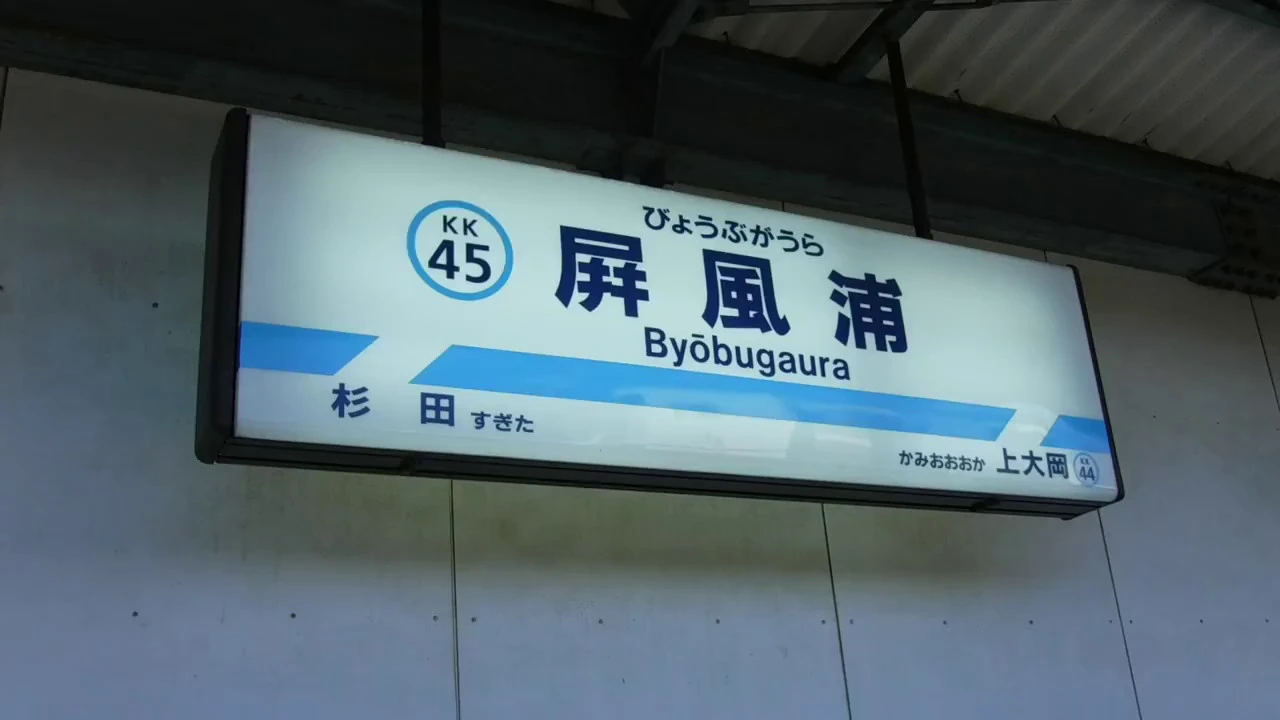 KK
45
びょうぶがうら
屏風浦
Byōbugaura
杉田 すぎた
かみおおおか 上大岡 KK 44